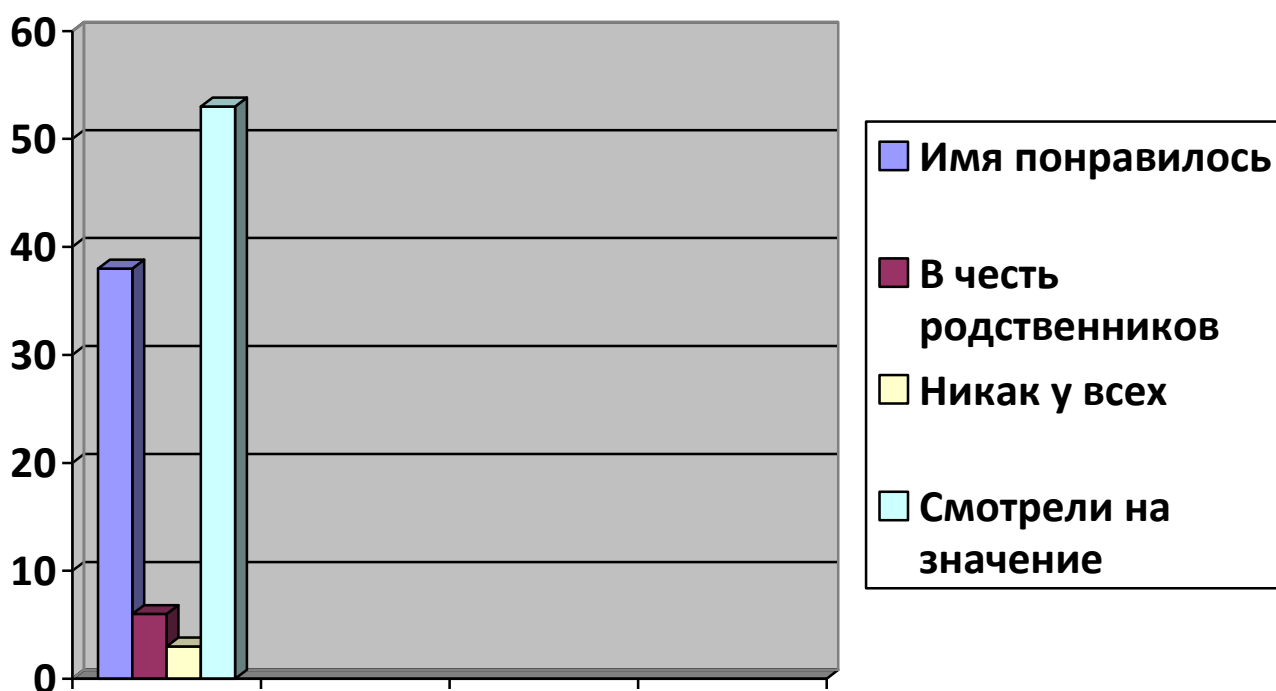 60
50
40
30
20
10
0
Имя понравилось
В честь
родственников
Никак у всех
Смотрели на
значение